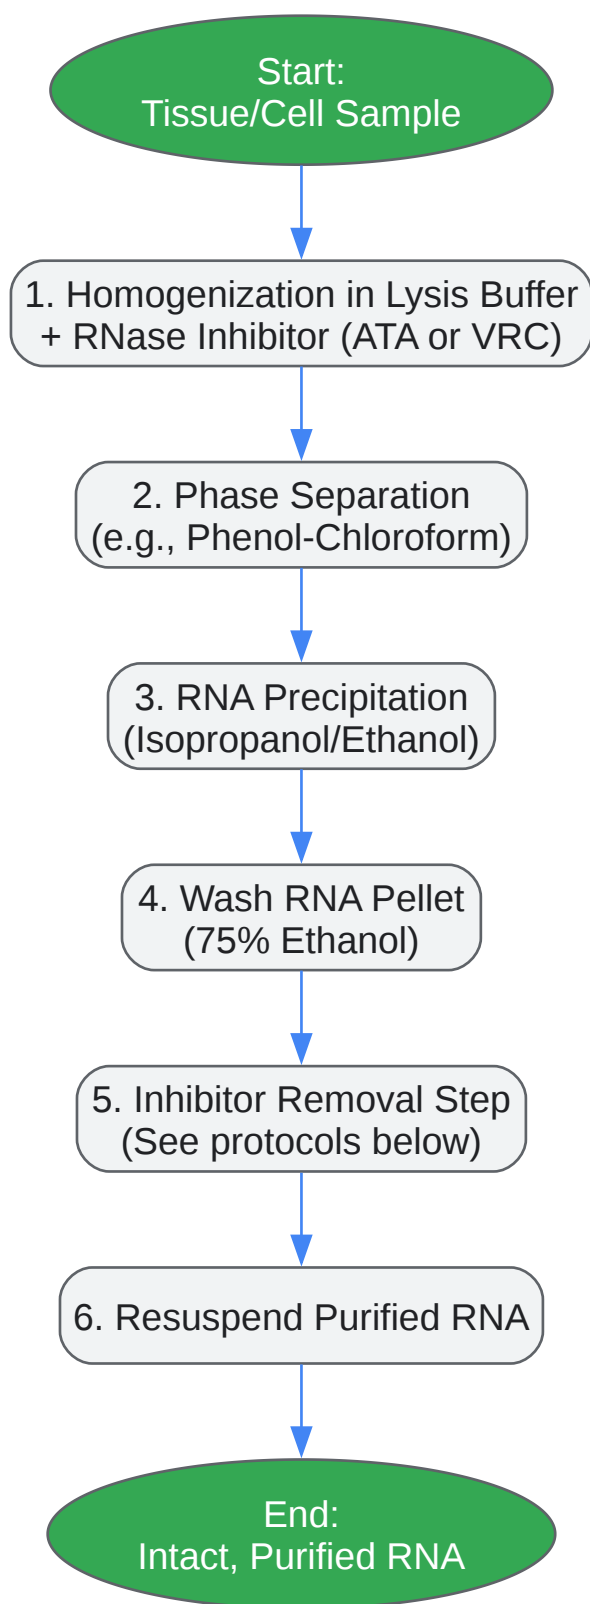 Start:
Tissue/Cell Sample
1. Homogenization in Lysis Buffer
+ RNase Inhibitor (ATA or VRC)
2. Phase Separation
(e.g., Phenol-Chloroform)
3. RNA Precipitation
(Isopropanol/Ethanol)
4. Wash RNA Pellet
(75% Ethanol)
5. Inhibitor Removal Step
(See protocols below)
6. Resuspend Purified RNA
End:
Intact, Purified RNA